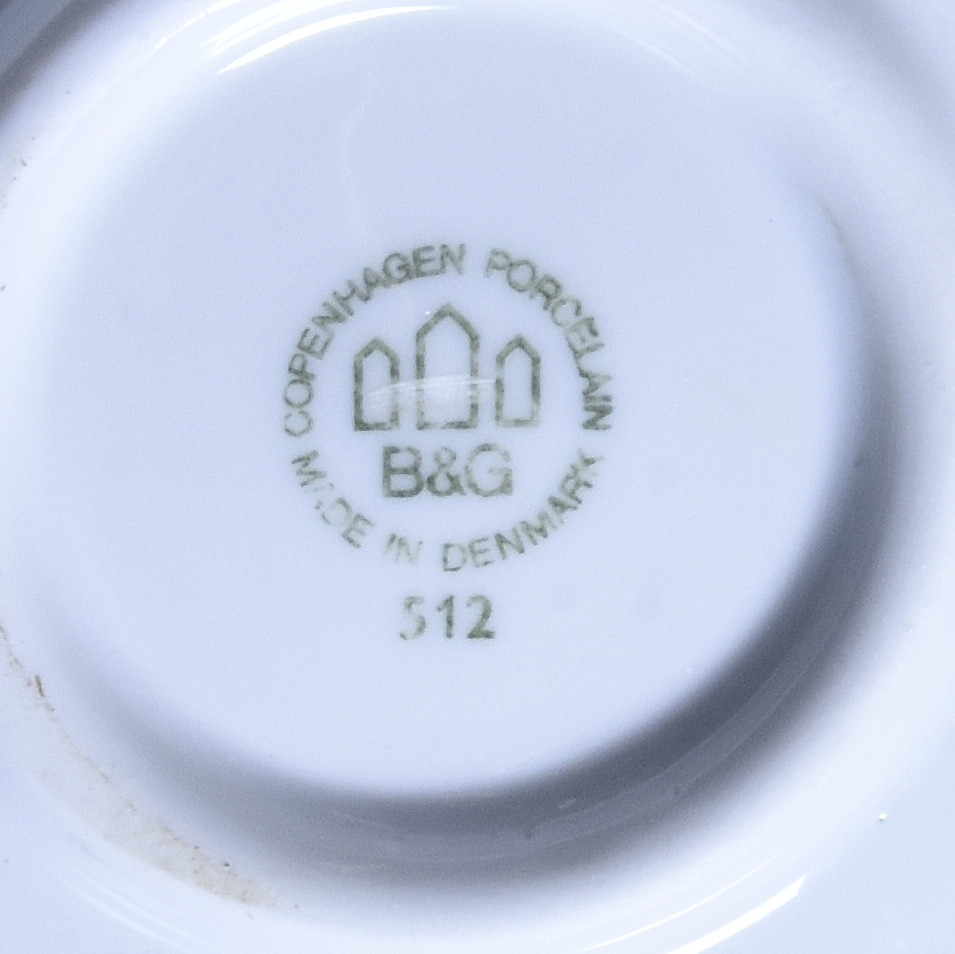 COPENHAGEN PORCELAIN
B&G
MADE IN DENMARK
512